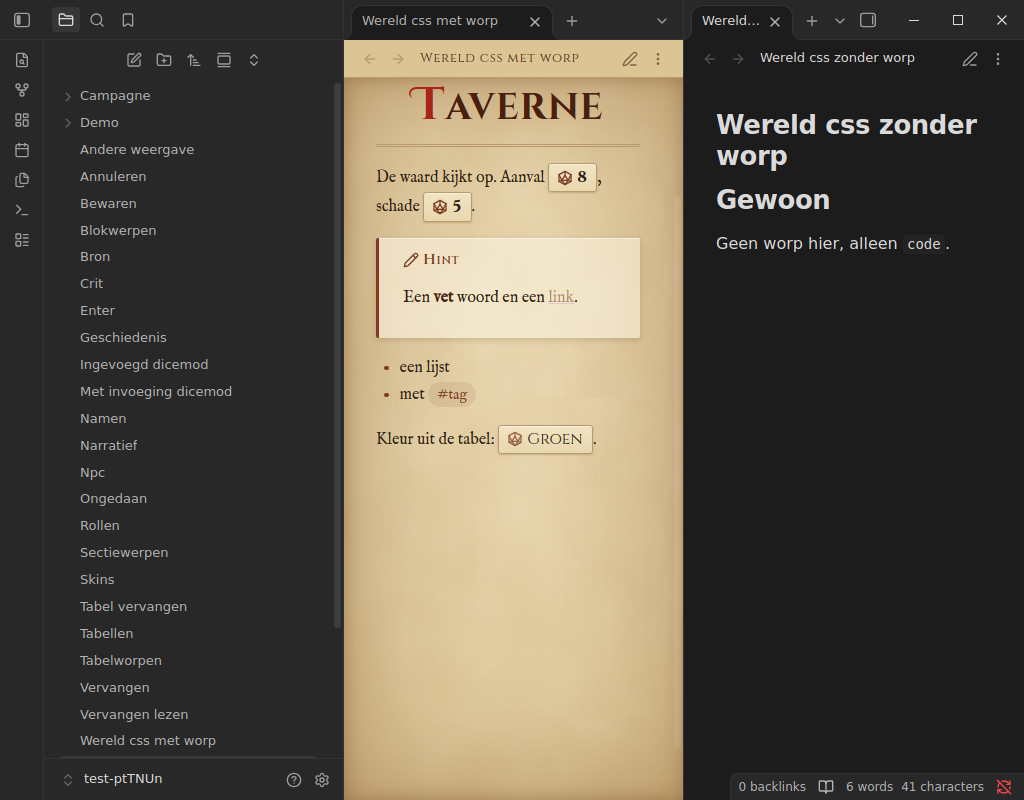 Wereld css met worp
Wereld...
Campagne
Demo
Andere weergave
Annuleren
Bewaren
Blokwerpen
Bron
Crit
Enter
Geschiedenis
Ingevoegd dicemod
Met invoeging dicemod
Namen
Narratief
Npc
Ongedaan
Rollen
Sectiewerpen
Skins
Tabel vervangen
Tabellen
Tabelworpen
Vervangen
Vervangen lezen
Wereld css met worp
test-ptTNUn
Wereld css met worp
Taverne
De waard kijkt op. Aanval 8,
schade 5.
Hint
Een vet woord en een link.
een lijst
met #tag
Kleur uit de tabel: Groen.
Wereld css zonder worp
Wereld css zonder
worp
Gewoon
Geen worp hier, alleen code.
0 backlinks 6 words 41 characters